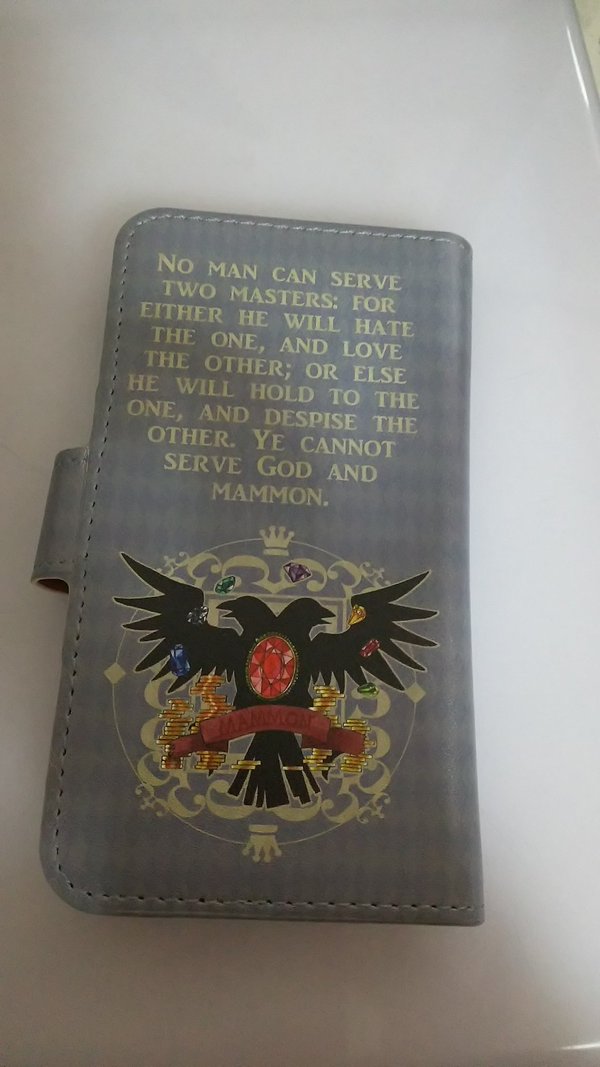 No man can serve
two masters: for
either he will hate
the one, and love
the other; or else
he will hold to the
one, and despise the
other. Ye cannot
serve God and
mammon.
MAMMON